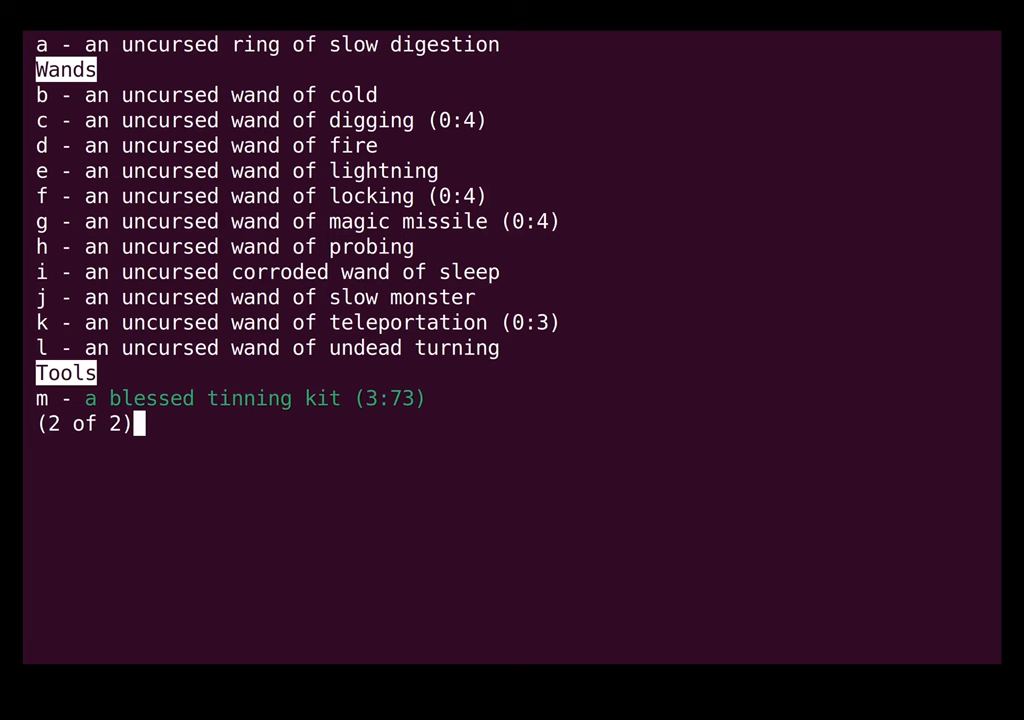 a - an uncursed ring of slow digestion
Wands
b - an uncursed wand of cold
c - an uncursed wand of digging (0:4)
d - an uncursed wand of fire
e - an uncursed wand of lightning
f - an uncursed wand of locking (0:4)
g - an uncursed wand of magic missile (0:4)
h - an uncursed wand of probing
i - an uncursed corroded wand of sleep
j - an uncursed wand of slow monster
k - an uncursed wand of teleportation (0:3)
l - an uncursed wand of undead turning
Tools
m - a blessed tinning kit (3:73)
(2 of 2)